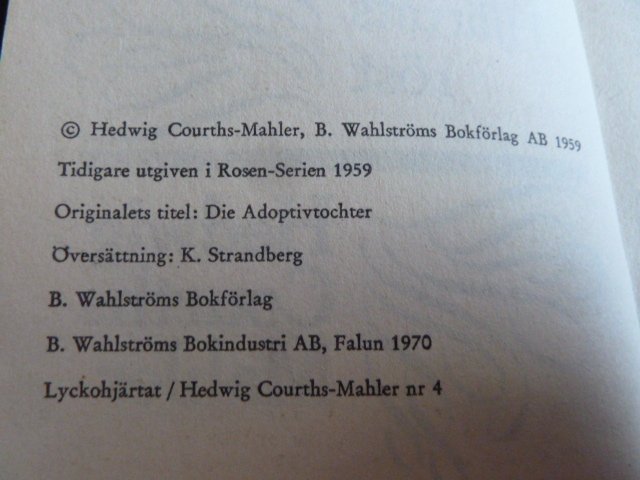 © Hedwig Courths-Mahler, B. Wahlströms Bokförlag AB 1959
Tidigare utgiven i Rosen-Serien 1959
Originalets titel: Die Adoptivtochter
Översättning: K. Strandberg
B. Wahlströms Bokförlag
B. Wahlströms Bokindustri AB, Falun 1970
Lyckohjärtat / Hedwig Courths-Mahler nr 4